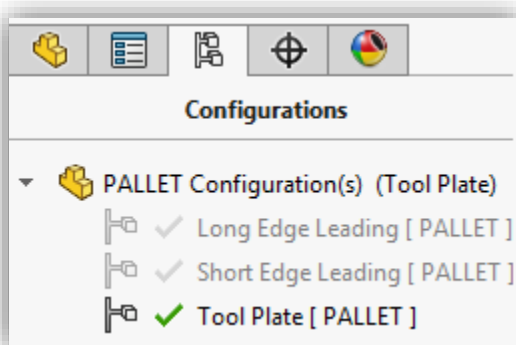 Configurations
PALLET Configuration(s) (Tool Plate)
Long Edge Leading [ PALLET ]
Short Edge Leading [ PALLET ]
Tool Plate [ PALLET ]